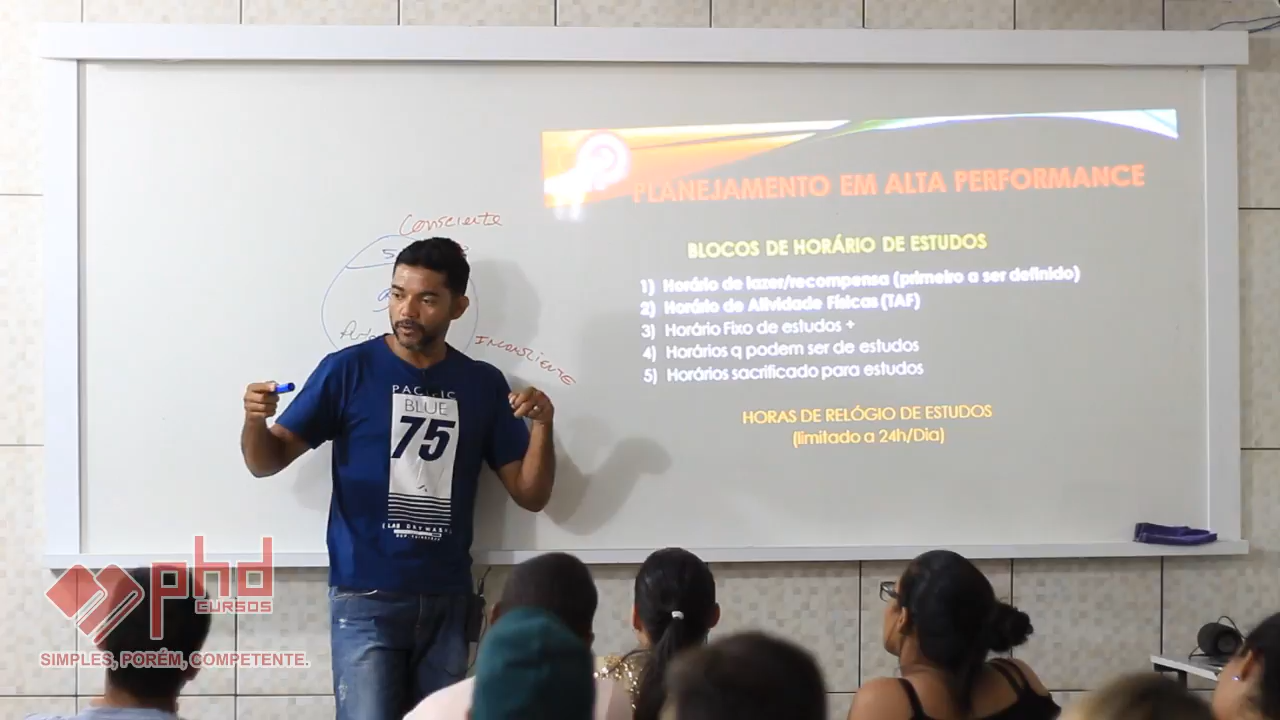 PLANEJAMENTO EM ALTA PERFORMANCE
BLOCOS DE HORÁRIO DE ESTUDOS
1) Horário de lazer/recompensa (primeiro a ser definido)
2) Horário de Atividade Físicas (TAF)
3) Horário Fixo de estudos +
4) Horários q podem ser de estudos
5) Horários sacrificado para estudos
HORAS DE RELÓGIO DE ESTUDOS
(limitado a 24h/Dia)
Consciente
Inconsciente
PACIFIC
BLUE
75
phd
CURSOS
SIMPLES, PORÉM, COMPETENTE.